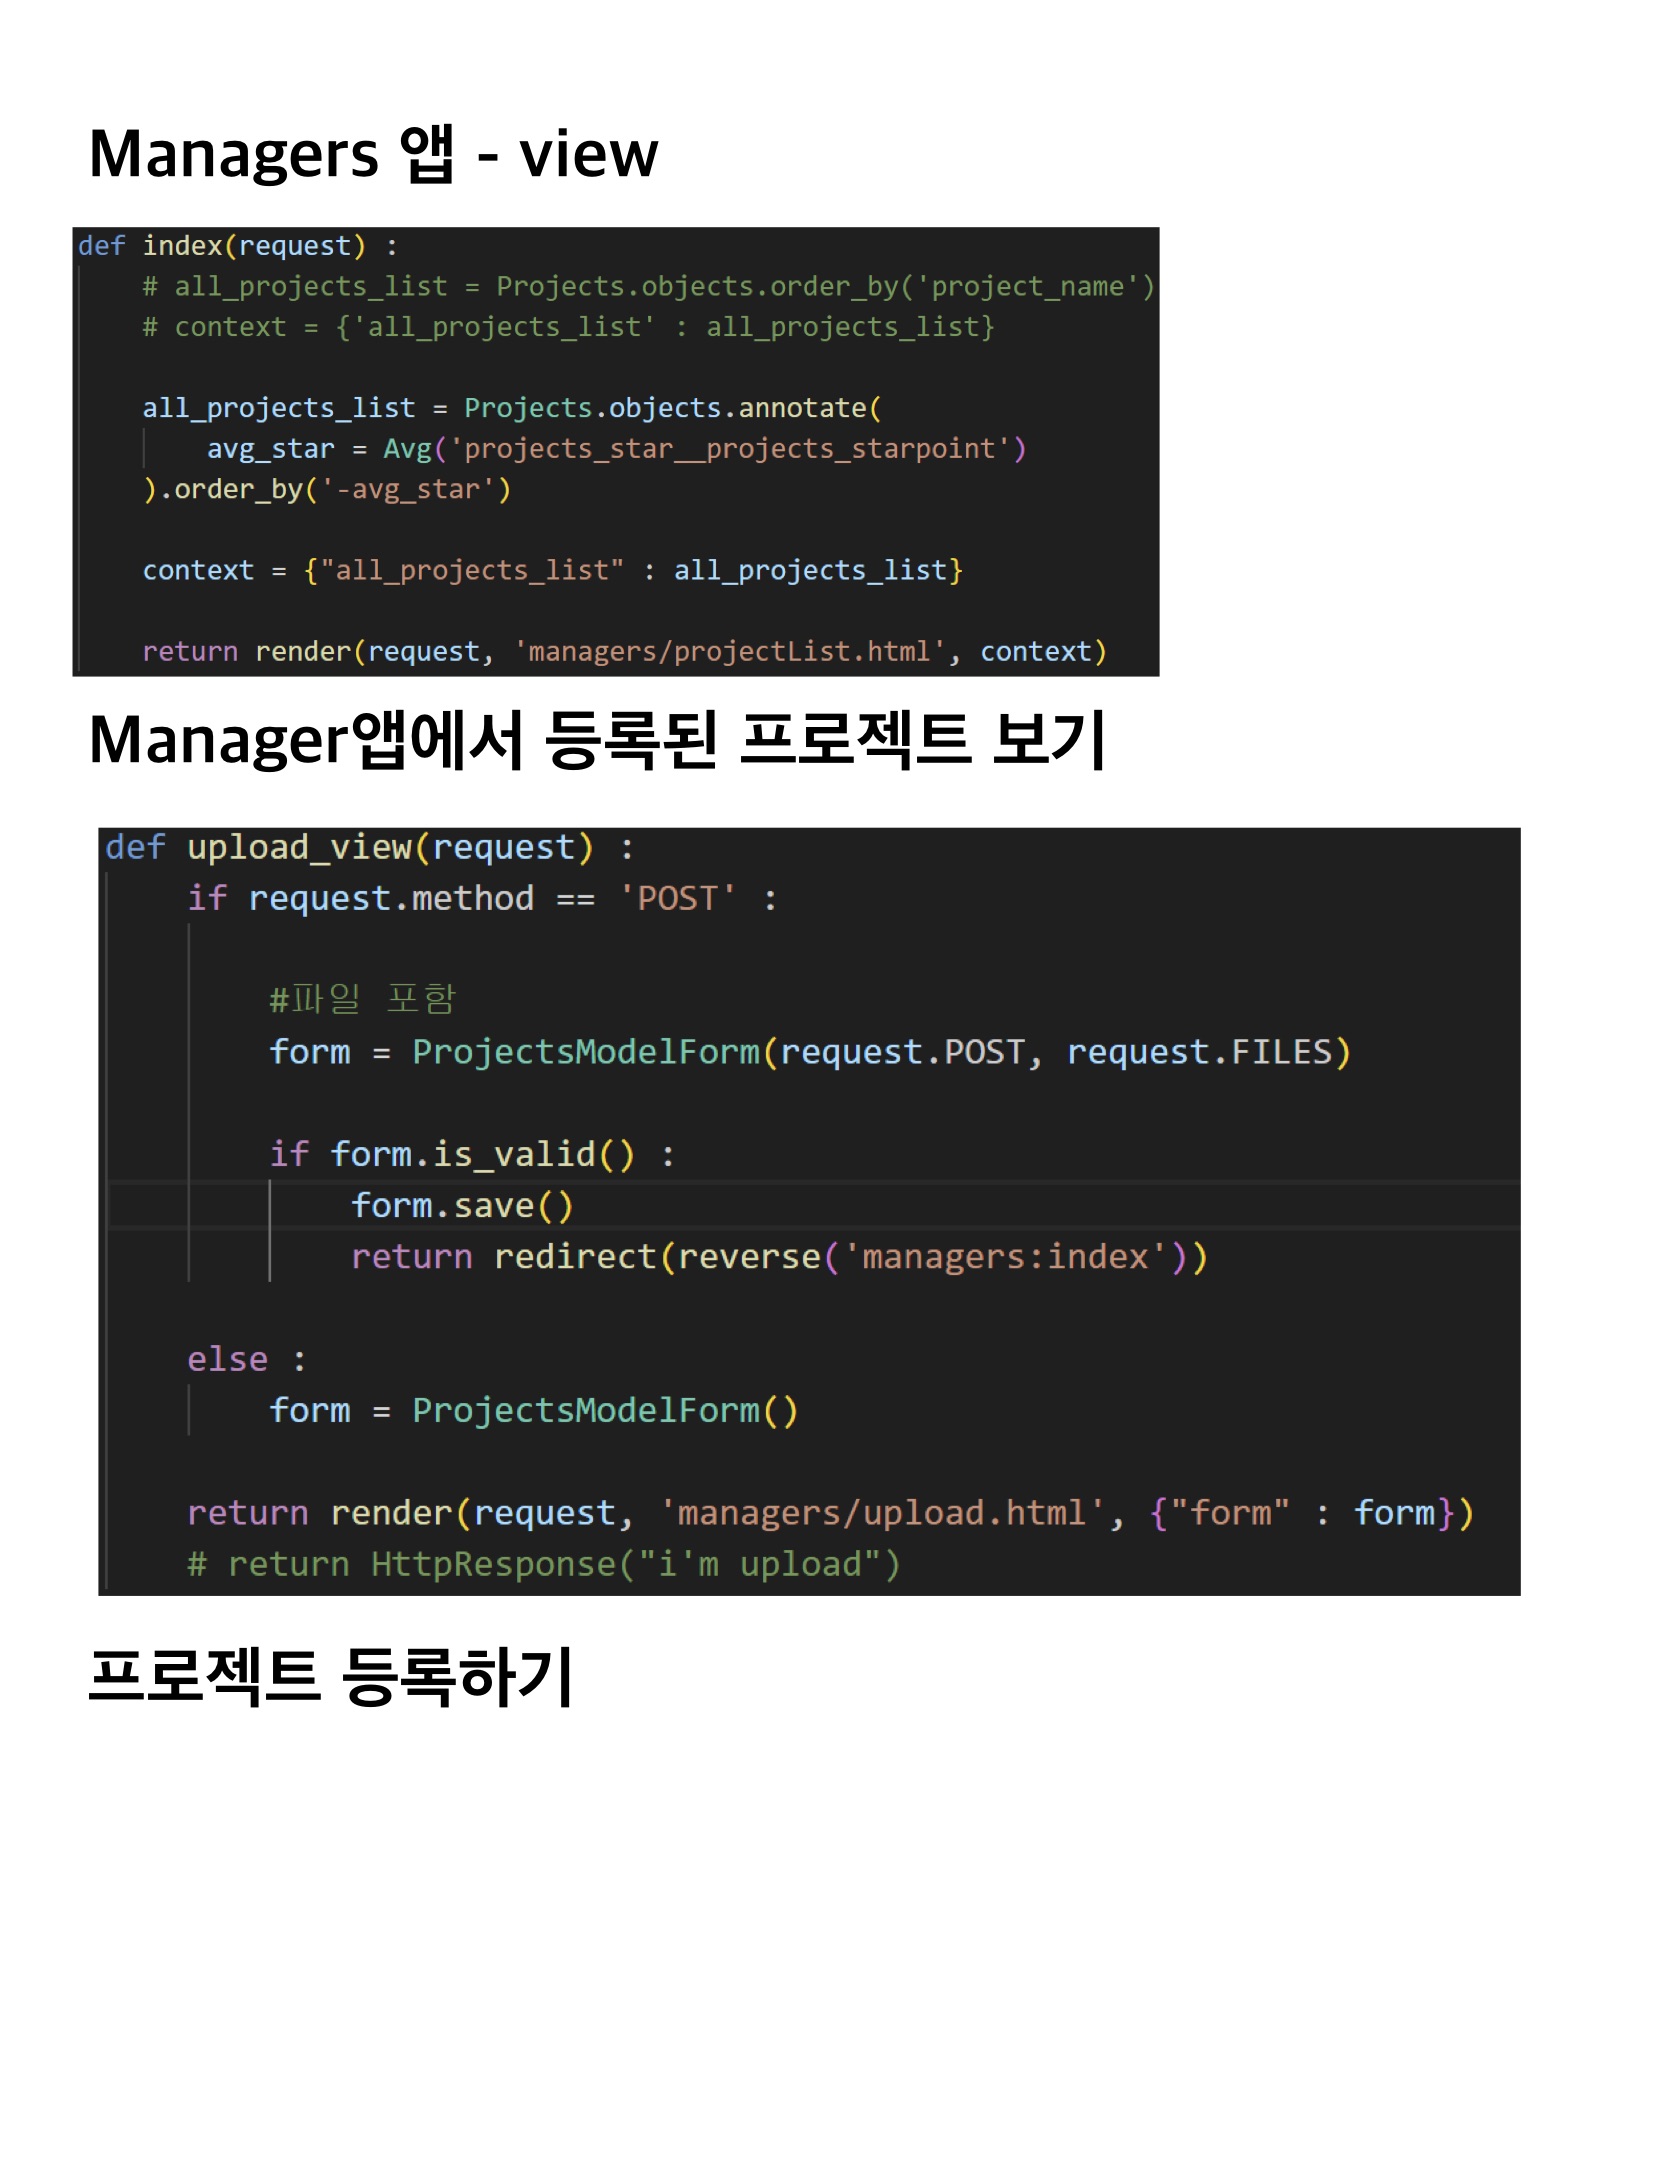 Managers 앱 - view
def index(request) :
    # all_projects_list = Projects.objects.order_by('project_name')
    # context = {'all_projects_list' : all_projects_list}
    all_projects_list = Projects.objects.annotate(
        avg_star = Avg('projects_star__projects_starpoint')
    ).order_by('-avg_star')
    context = {"all_projects_list" : all_projects_list}
    return render(request, 'managers/projectList.html', context)
Manager앱에서 등록된 프로젝트 보기
def upload_view(request) :
    if request.method == 'POST' :
        #파일 포함
        form = ProjectsModelForm(request.POST, request.FILES)
        if form.is_valid() :
            form.save()
            return redirect(reverse('managers:index'))
    else :
        form = ProjectsModelForm()
    return render(request, 'managers/upload.html', {"form" : form})
    # return HttpResponse("i'm upload")
프로젝트 등록하기